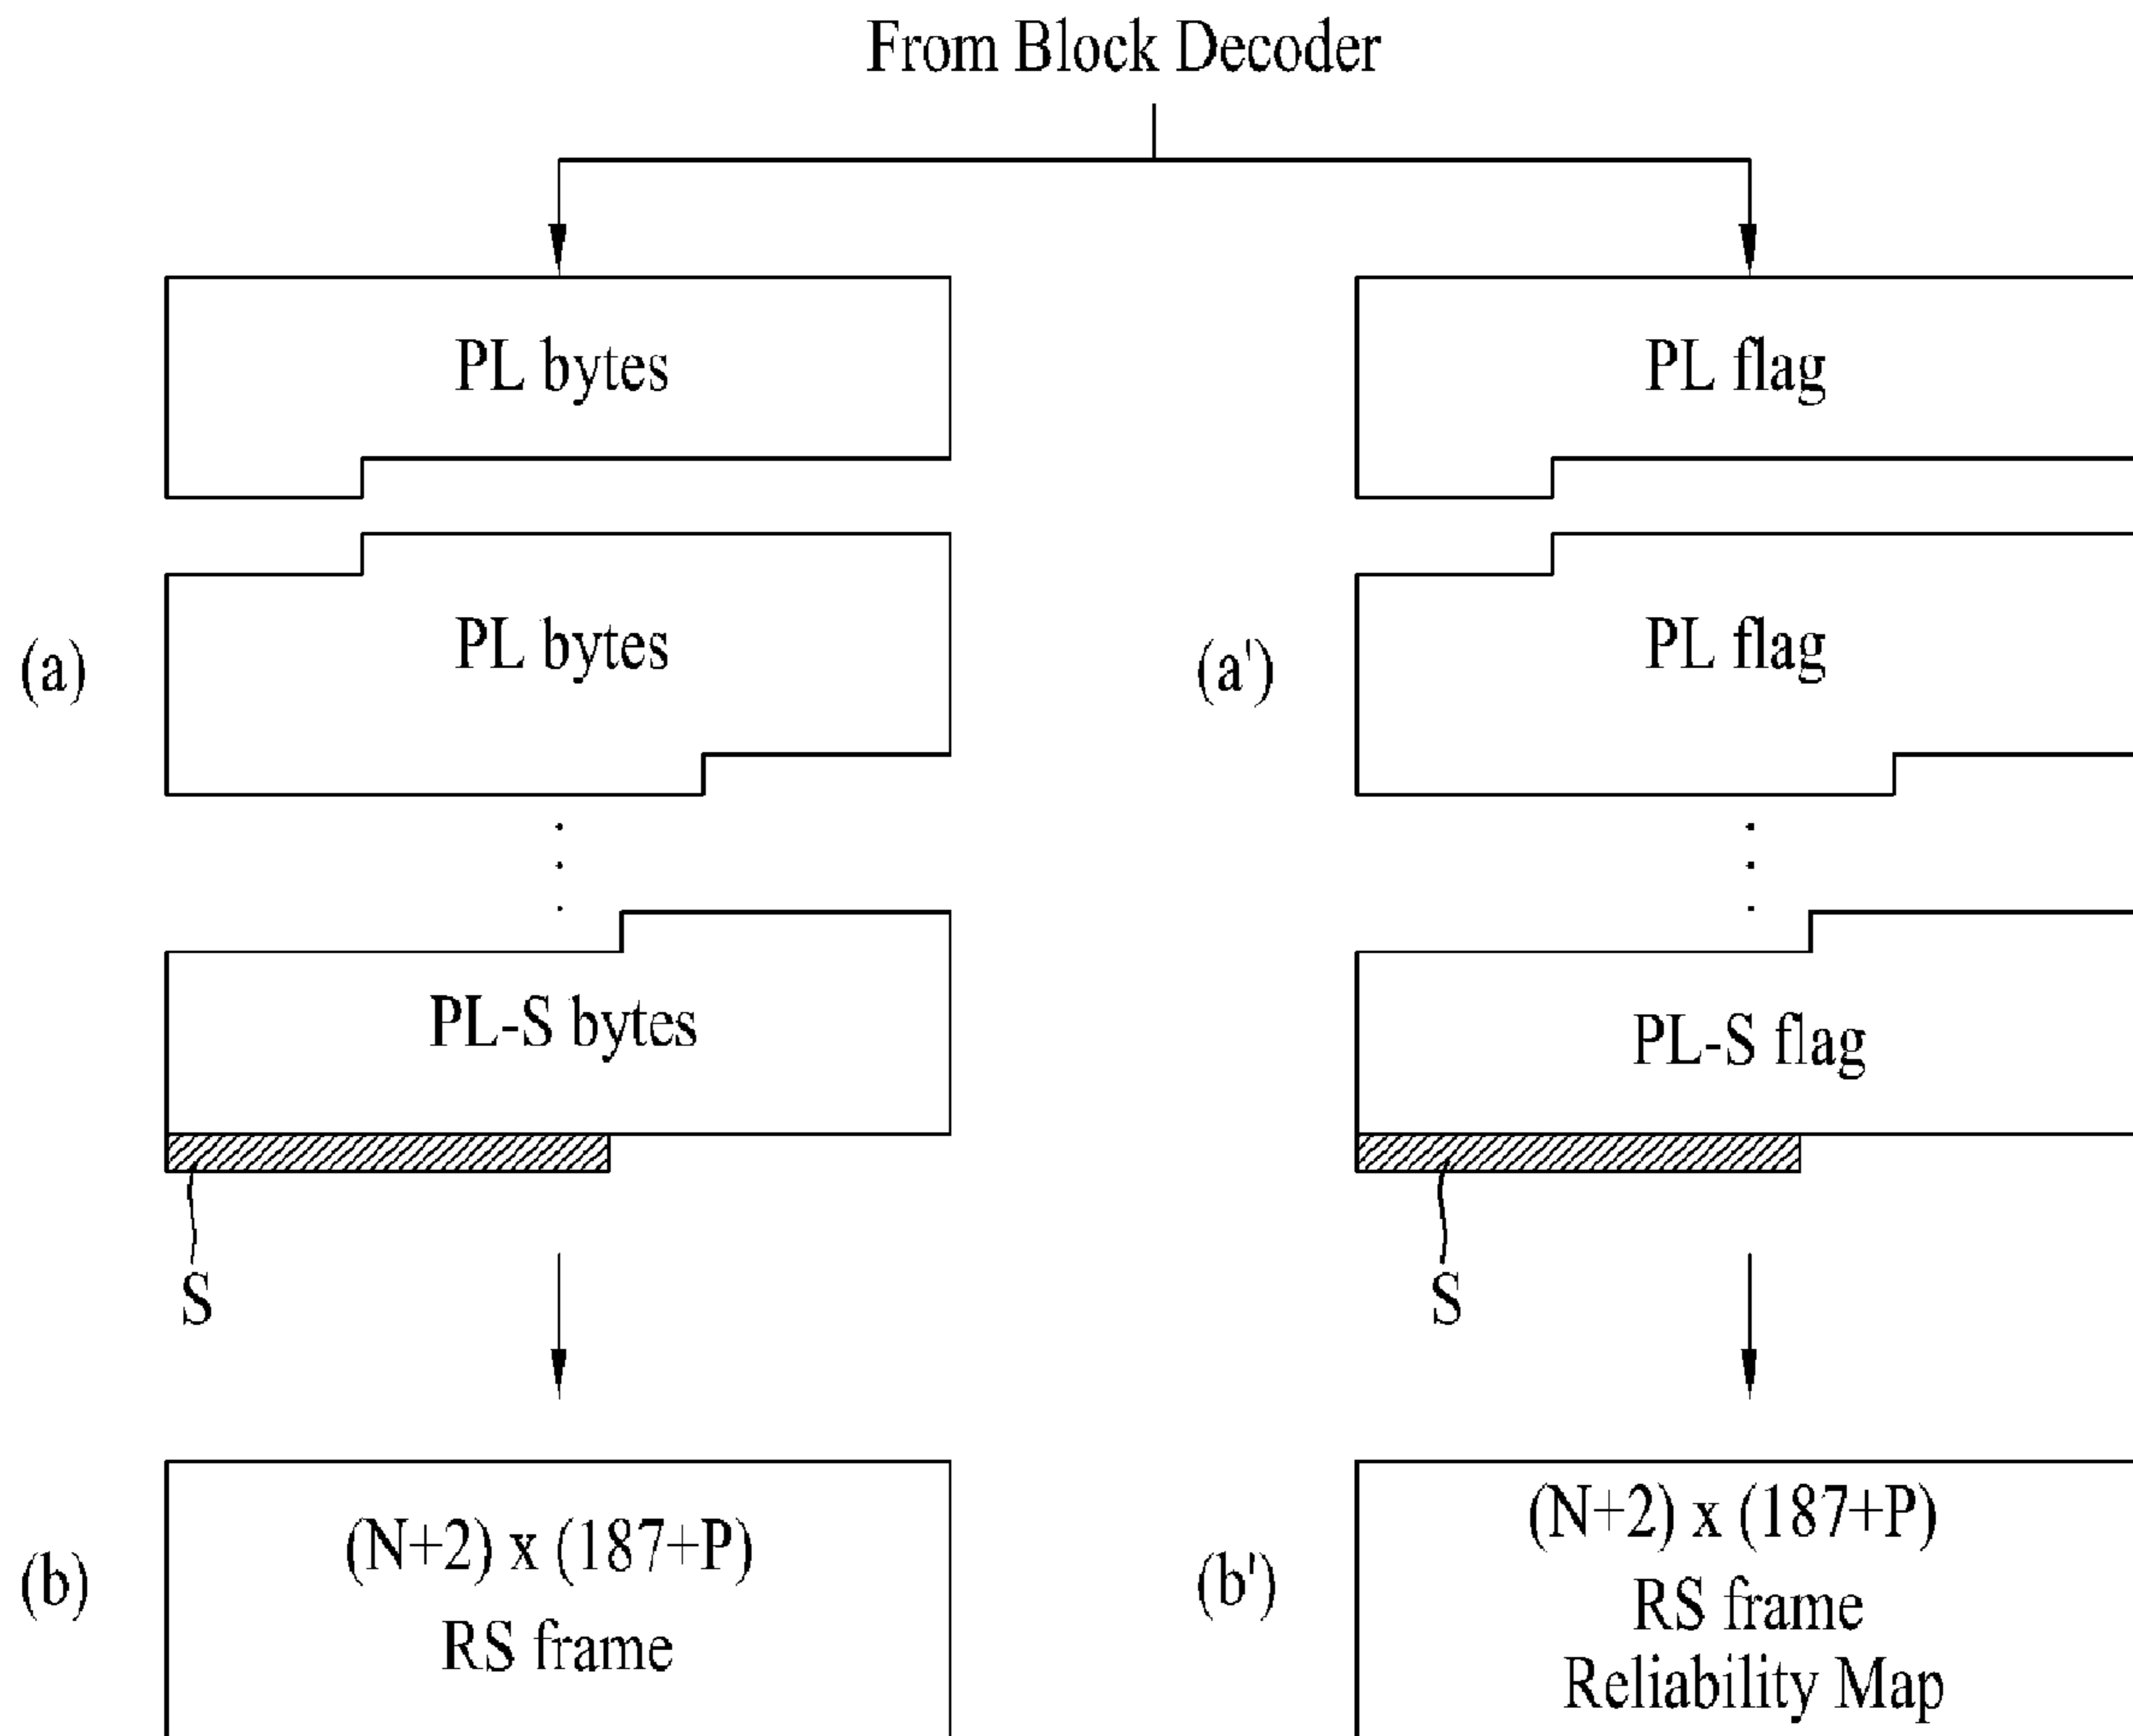 From Block Decoder
PL bytes
PL flag
PL bytes
PL flag
(a)
(a')
PL-S bytes
PL-S flag
S
S
(N+2) x (187+P)
RS frame
(N+2) x (187+P)
RS frame
Reliability Map
(b)
(b')